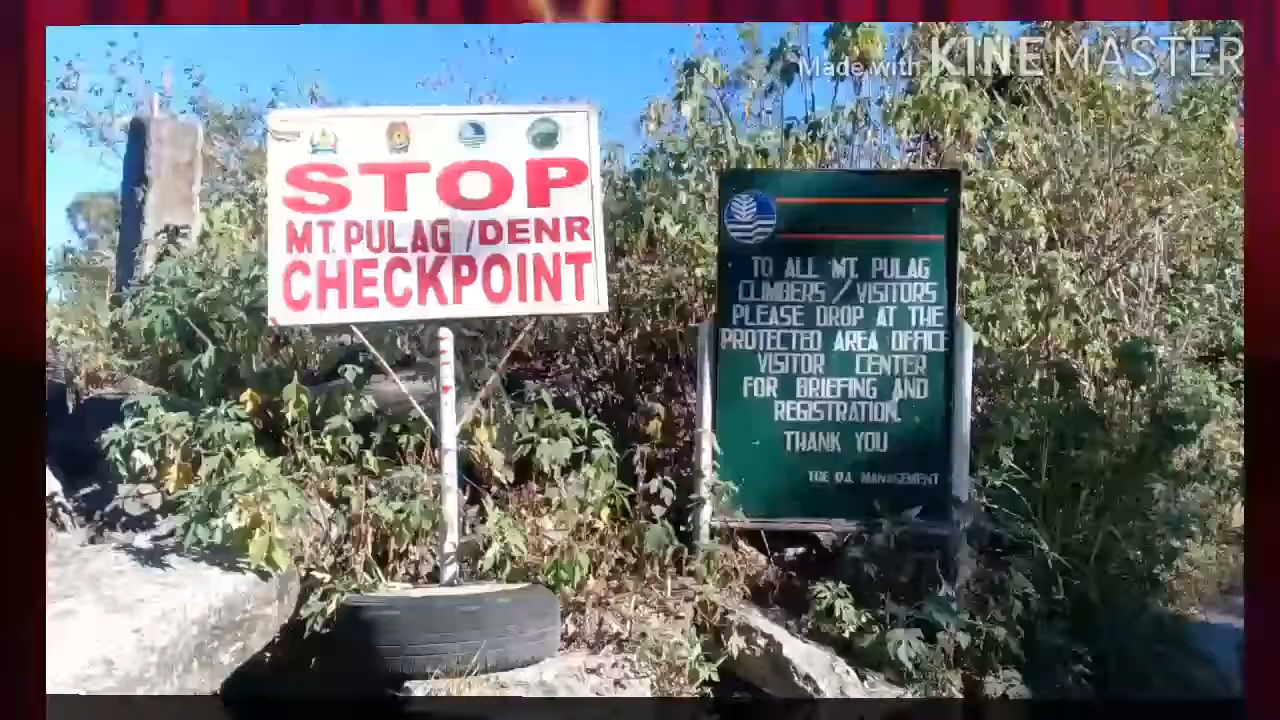 Made with KINEMASTER
STOP
MT. PULAG /DENR
CHECKPOINT
TO ALL MT. PULAG
CLIMBERS / VISITORS
PLEASE DROP AT THE
PROTECTED AREA OFFICE
VISITOR CENTER
FOR BRIEFING AND
REGISTRATION.
THANK YOU
MANAGEMENT